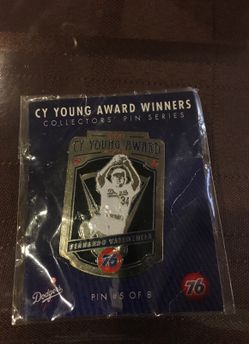 CY YOUNG AWARD WINNERS
COLLECTORS' PIN SERIES
CY YOUNG AWARD
Dodgers
34
FERNANDO VALENZUELA
76
Dodgers
PIN #5 OF 8
76